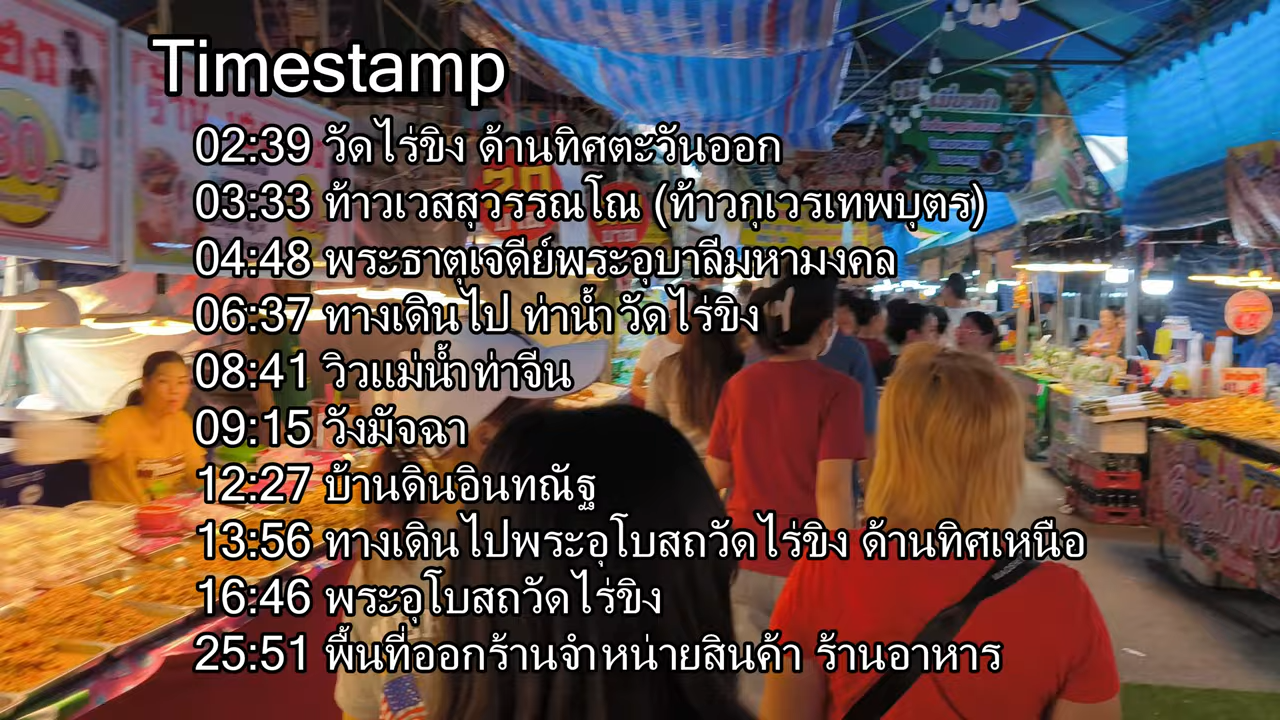 Timestamp
02:39 วัดไร่ขิง ด้านทิศตะวันออก
03:33 ท้าวเวสสุวรรณโณ (ท้าวกุเวรเทพบุตร)
04:48 พระธาตุเจดีย์พระอุบาลีมหามงคล
06:37 ทางเดินไป ท่าน้ำวัดไร่ขิง
08:41 วิวแม่น้ำท่าจีน
09:15 วังมัจฉา
12:27 บ้านดินอินทณัฐ
13:56 ทางเดินไปพระอุโบสถวัดไร่ขิง ด้านทิศเหนือ
16:46 พระอุโบสถวัดไร่ขิง
25:51 พื้นที่ออกร้านจำหน่ายสินค้า ร้านอาหาร